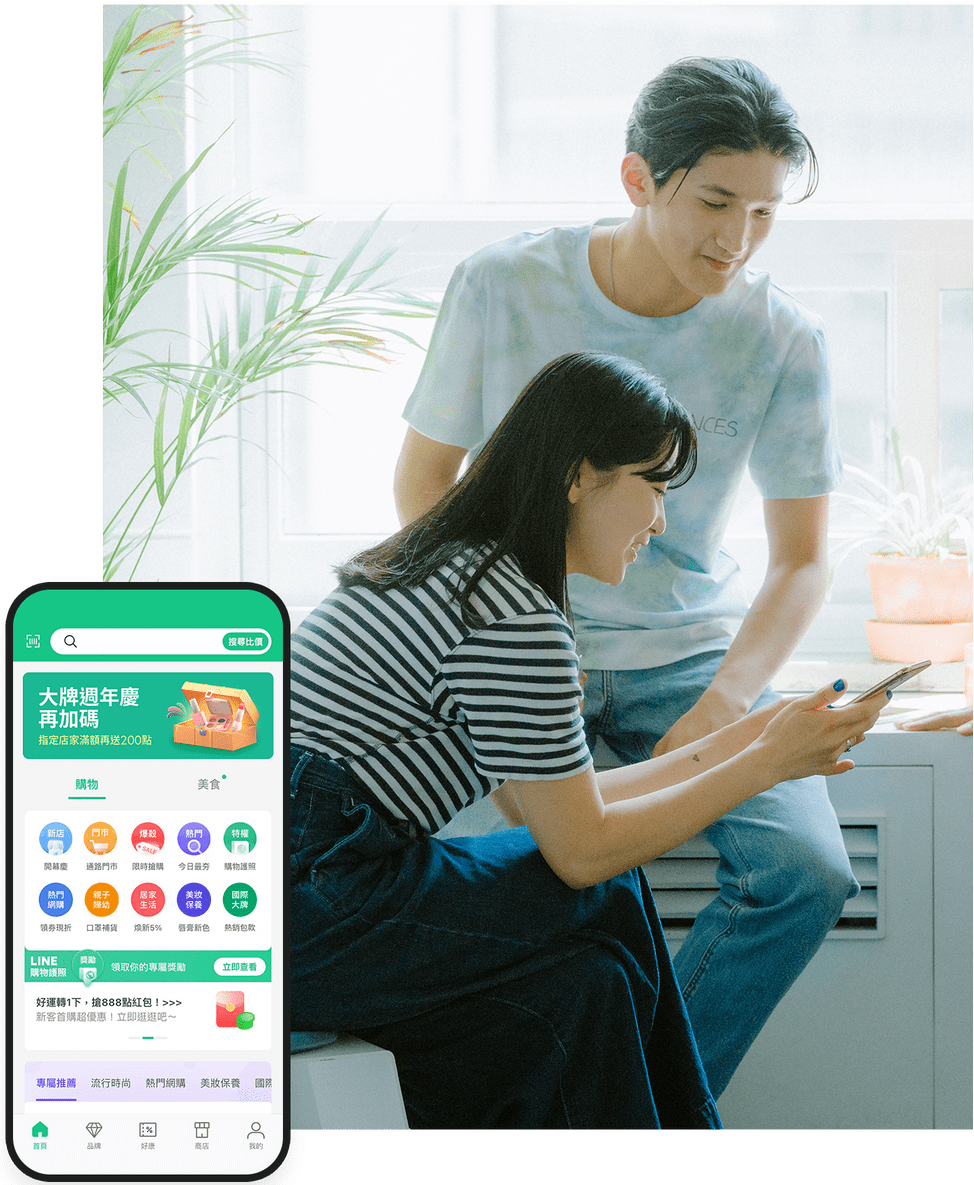 NCES
搜尋比價
大牌週年慶
再加碼
指定店家滿額再送200點
購物 美食
新店 門市 爆殺 熱門 特權
SALE
開幕慶 通路門市 限時搶購 今日最夯 購物護照
熱門 親子 居家 美妝 國際
網購 婦幼 生活 保養 大牌
領券現折 口罩補貨 煥新5% 唇膏新色 熱銷包款
LINE
購物護照
獎勵
領取你的專屬獎勵
立即查看
好運轉1下，搶888點紅包！>>>
新客首購超優惠！立即逛逛吧～
專屬推薦 流行時尚 熱門網購 美妝保養 國際
首頁 品牌 好康 商店 我的